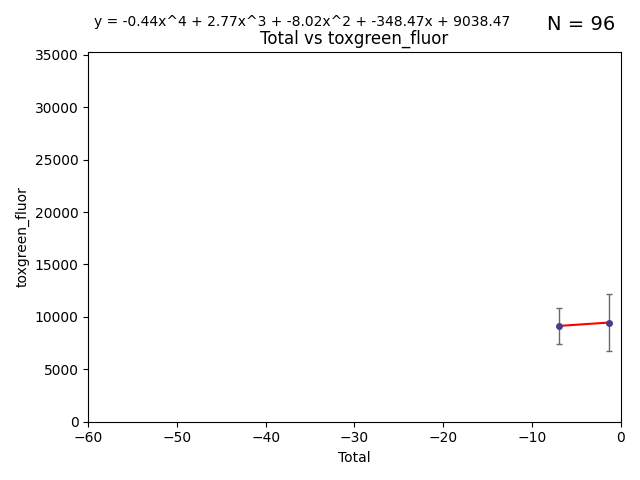 y = -0.44x^4 + 2.77x^3 + -8.02x^2 + -348.47x + 9038.47
N = 96
Total vs toxgreen_fluor
35000
30000
25000
20000
15000
10000
5000
0
toxgreen_fluor
−60 −50 −40 −30 −20 −10 0
Total